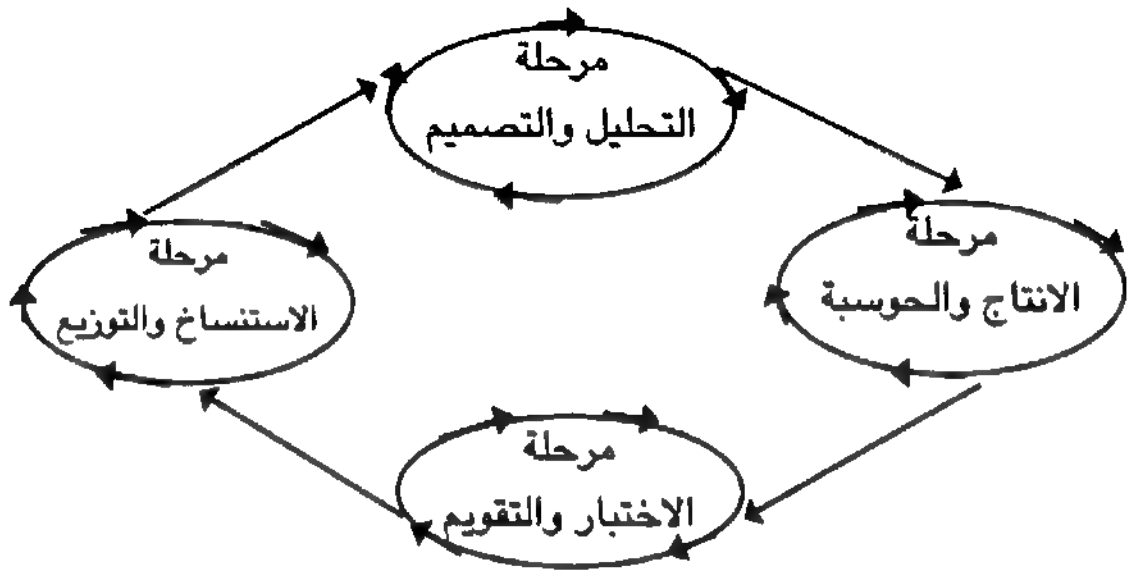 مرحلة
التحليل والتصميم
مرحلة
الانتاج والحوسبة
مرحلة
الاختبار والتقويم
مرحلة
الاستنساخ والتوزيع